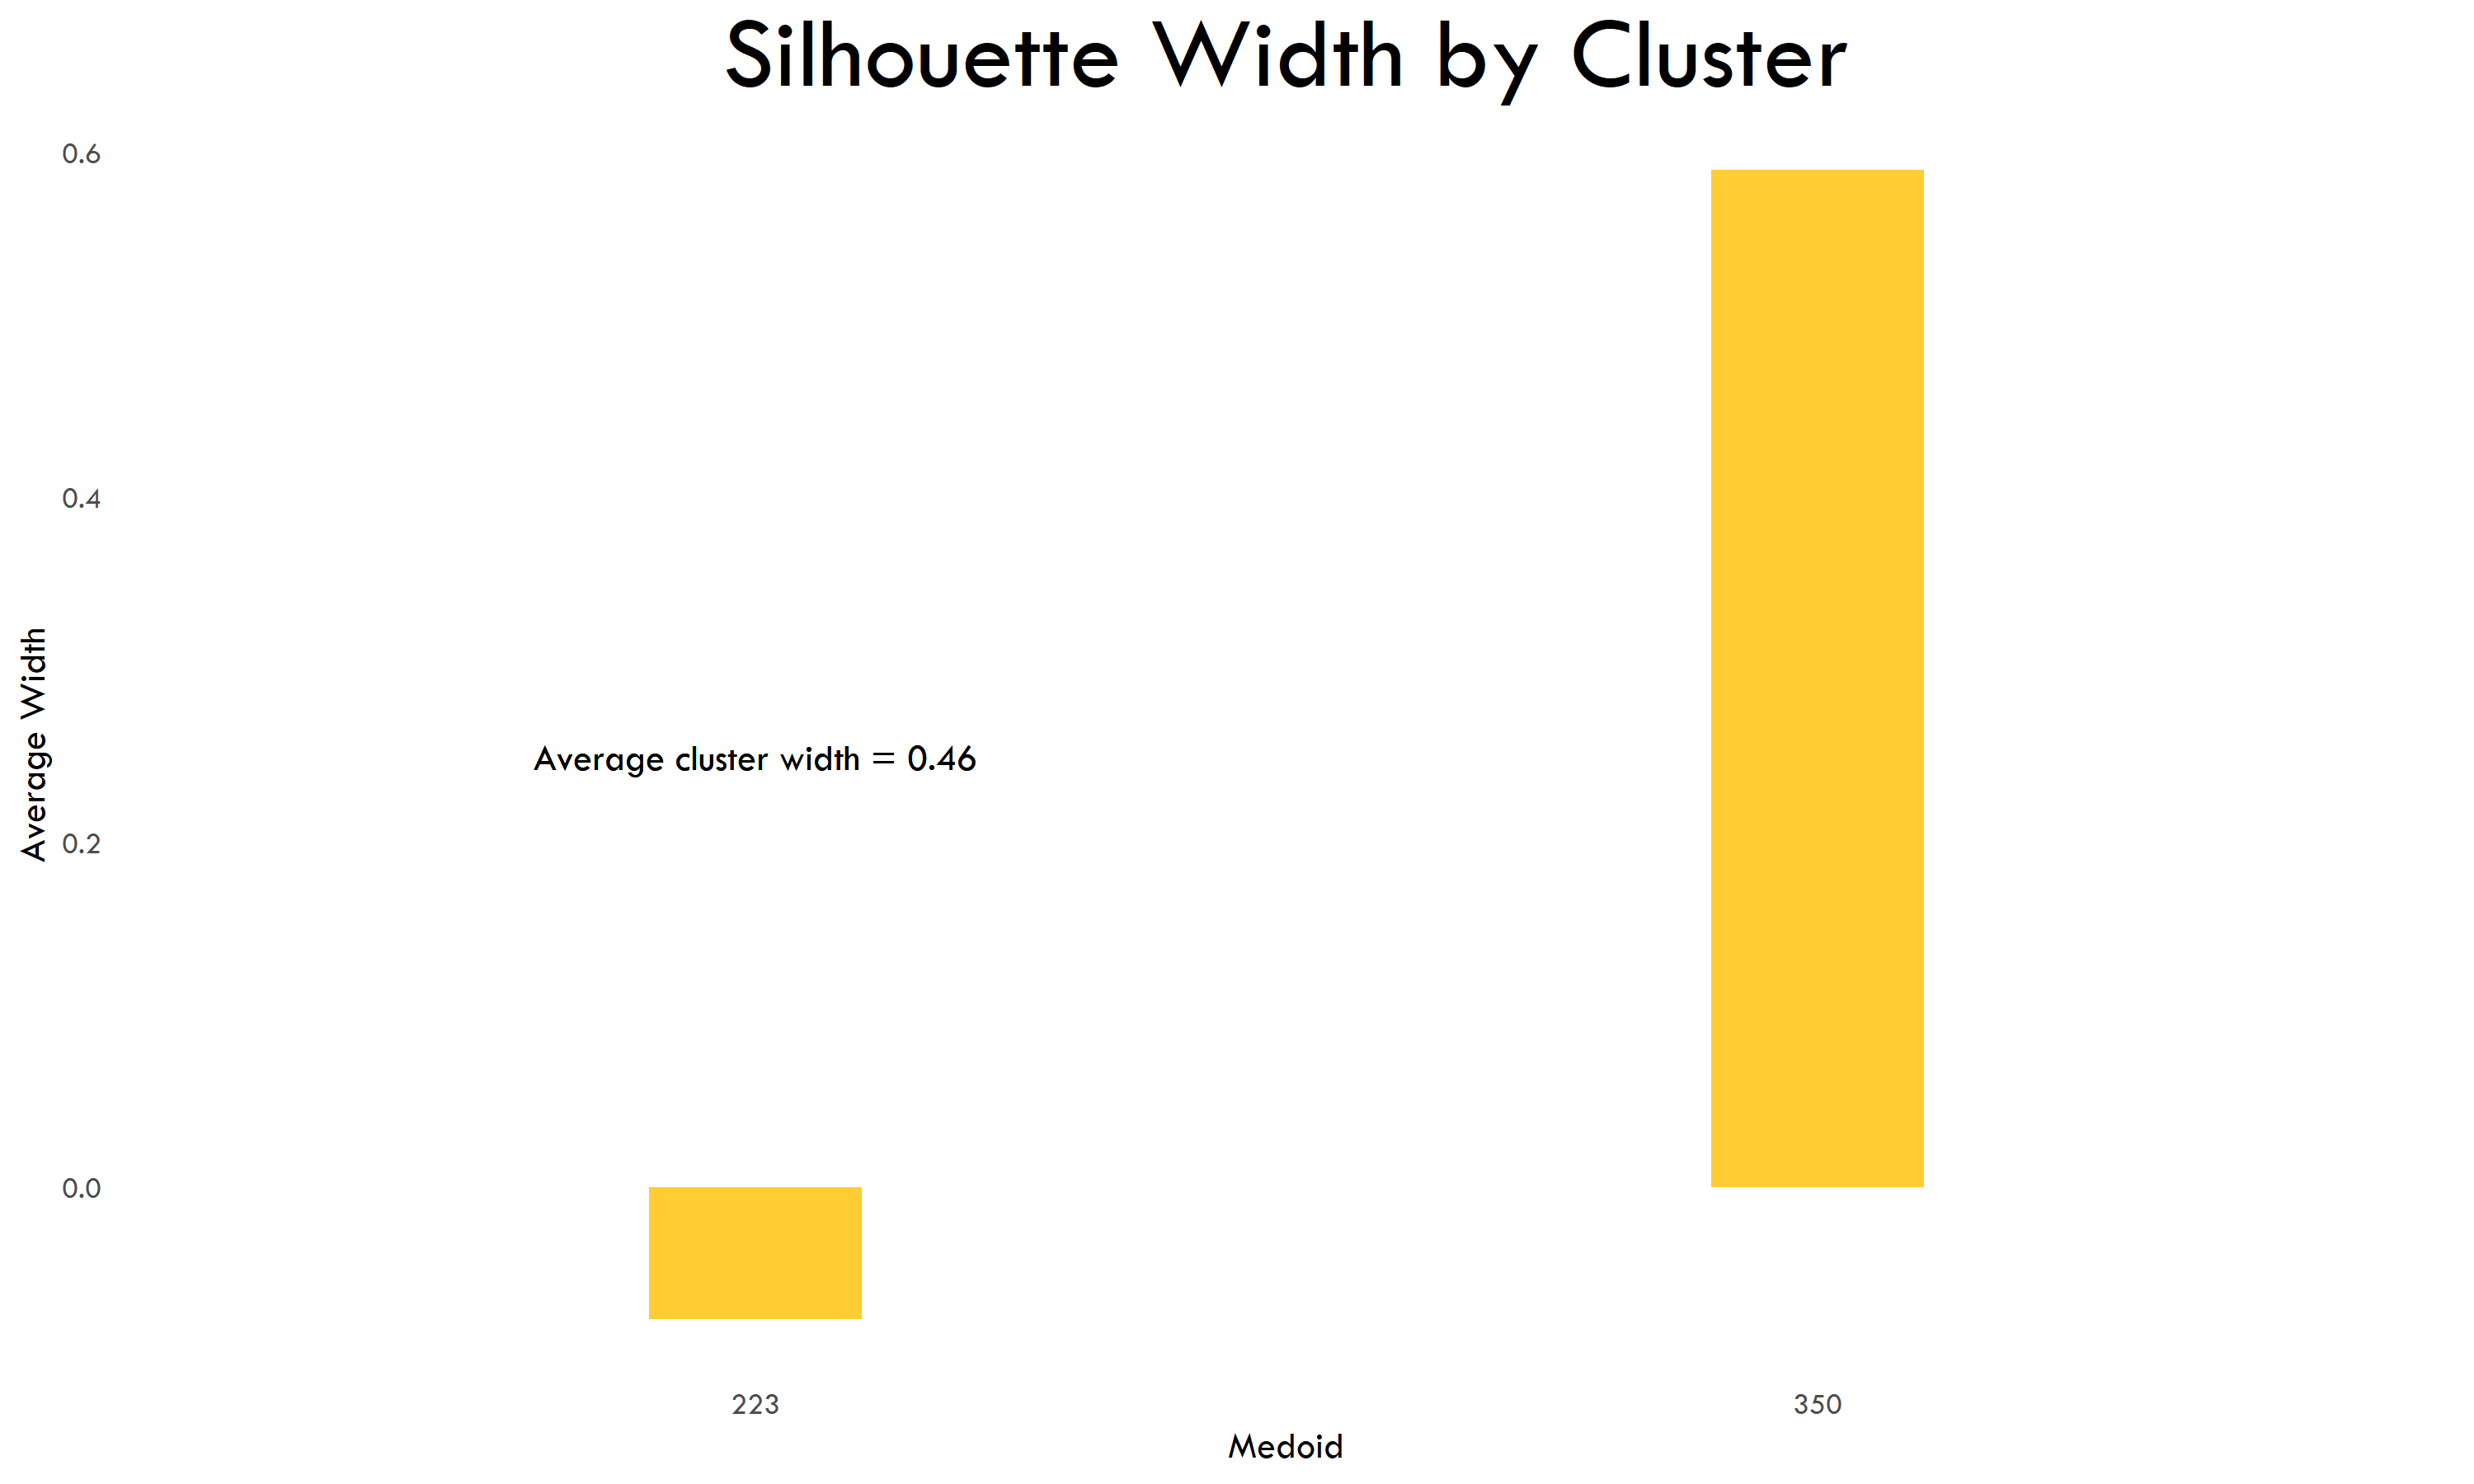 Silhouette Width by Cluster
0.6
0.4
0.2
0.0
Average Width
Average cluster width = 0.46
223
350
Medoid